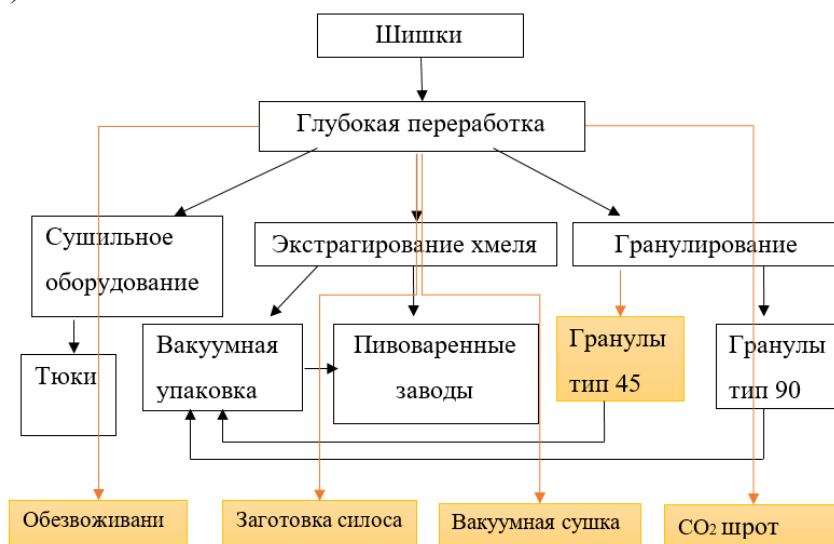 )
Шишки
Глубокая переработка
Сушильное
оборудование
Экстрагирование хмеля
Гранулирование
Тюки
Вакуумная
упаковка
Пивоваренные
заводы
Гранулы
тип 45
Гранулы
тип 90
Обезвоживани
Заготовка силоса
Вакуумная сушка
СО₂ шрот